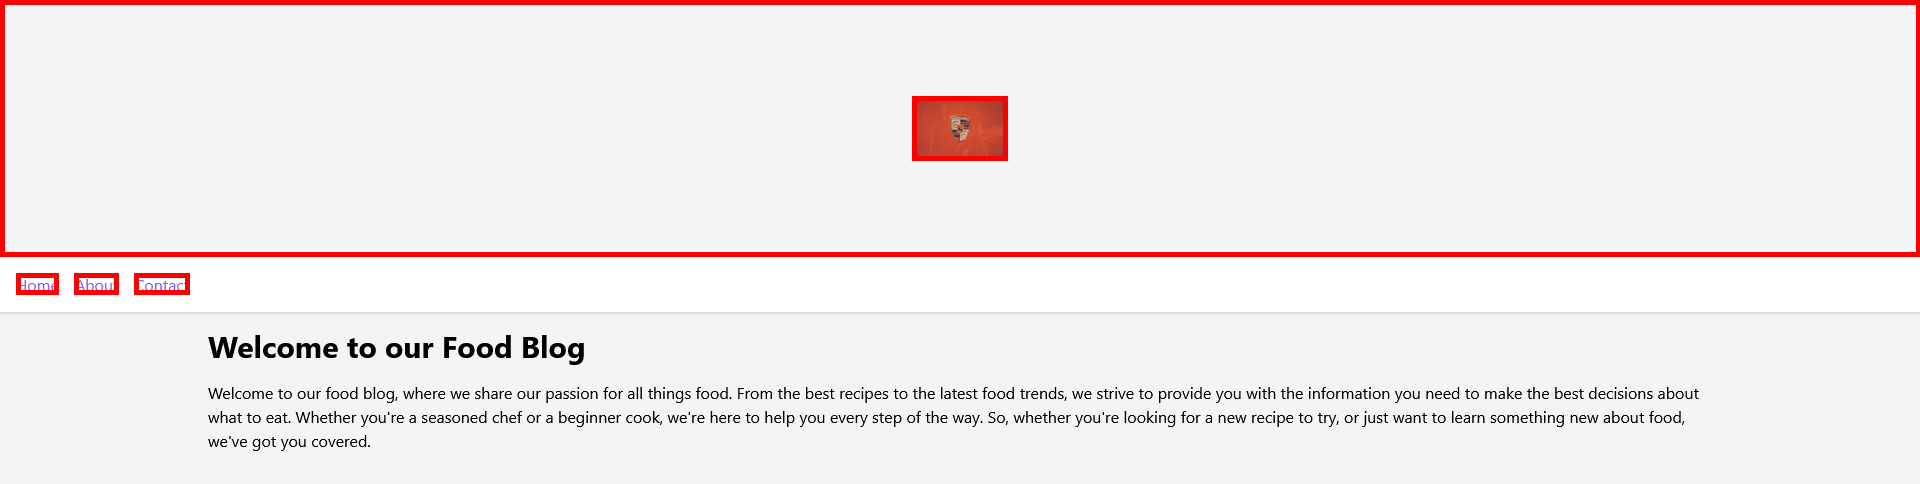 Home About Contact
Welcome to our Food Blog
Welcome to our food blog, where we share our passion for all things food. From the best recipes to the latest food trends, we strive to provide you with the information you need to make the best decisions about
what to eat. Whether you're a seasoned chef or a beginner cook, we're here to help you every step of the way. So, whether you're looking for a new recipe to try, or just want to learn something new about food,
we've got you covered.